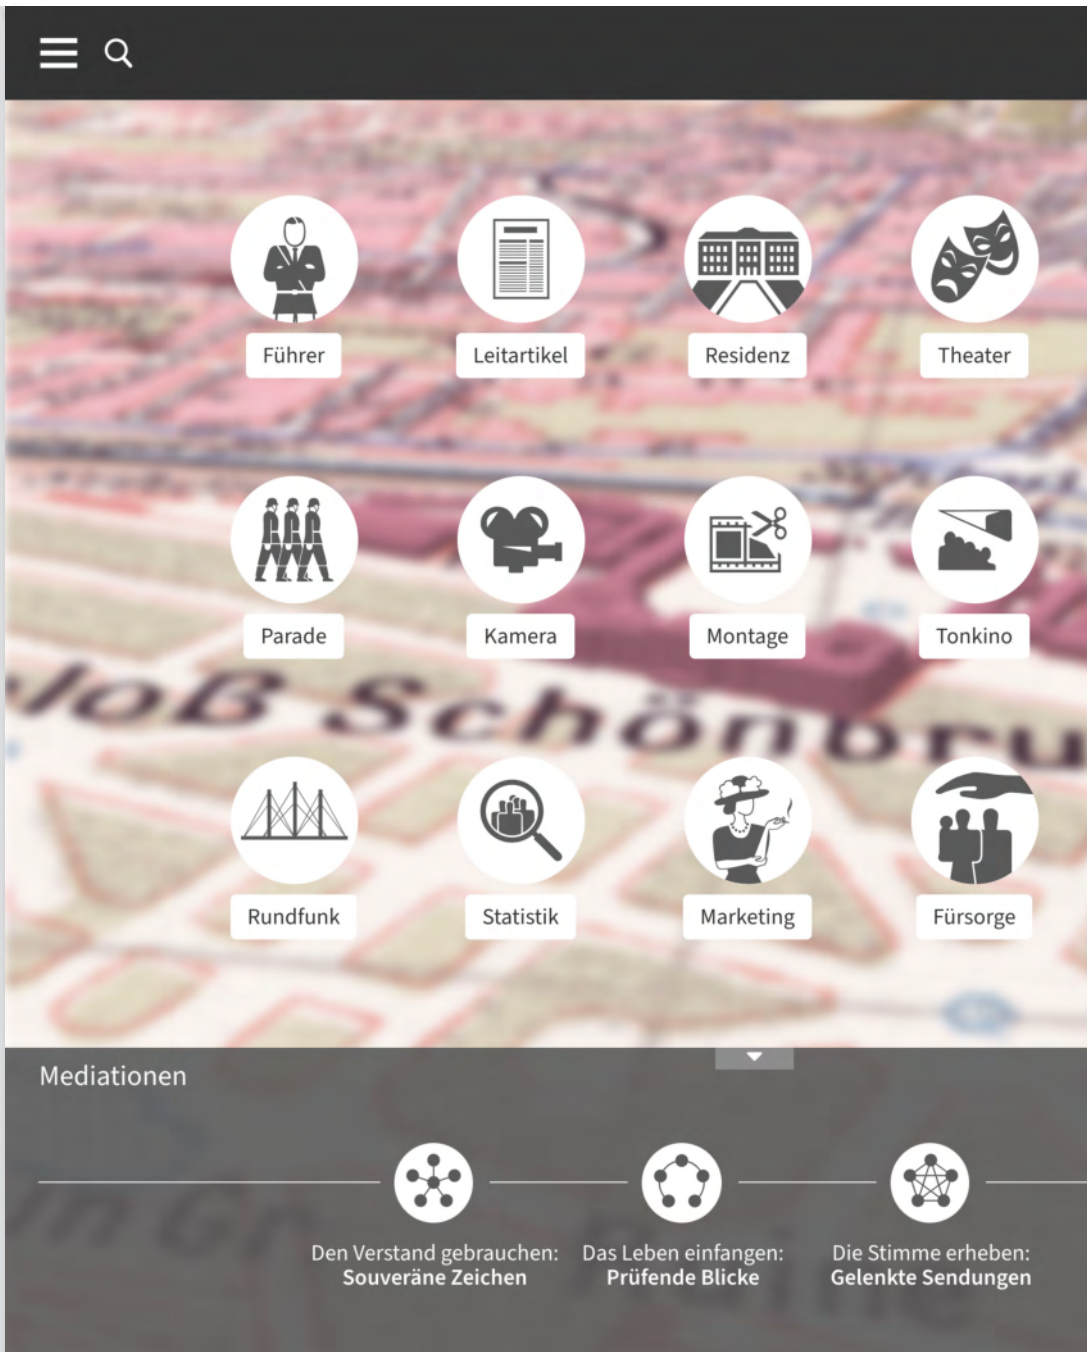 Führer
Leitartikel
Residenz
Theater
Parade
Kamera
Montage
Tonkino
loß Schönbru
Rundfunk
Statistik
Marketing
Fürsorge
Mediationen
Den Verstand gebrauchen:
Souveräne Zeichen
Das Leben einfangen:
Prüfende Blicke
Die Stimme erheben:
Gelenkte Sendungen